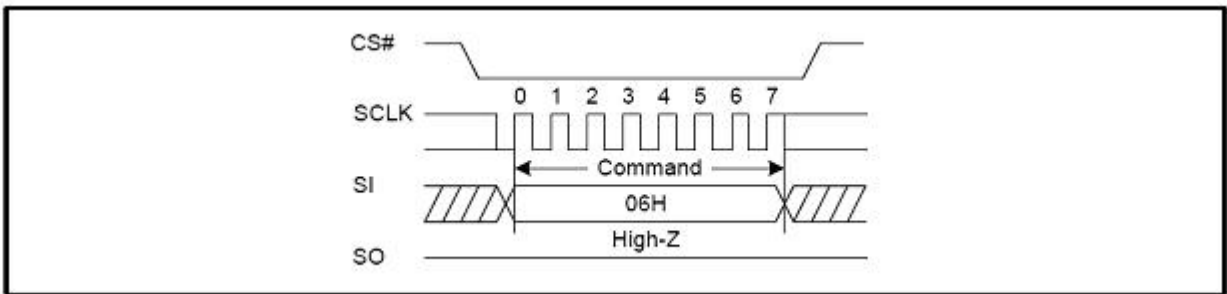 CS#
0 1 2 3 4 5 6 7
SCLK
Command
SI
06H
High-Z
SO